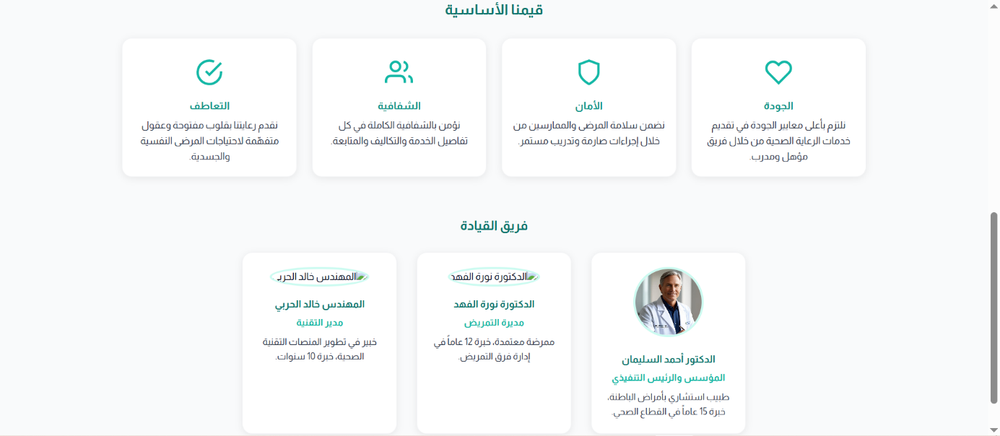 قيمنا الأساسية
الجودة
نلتزم بأعلى معايير الجودة في تقديم
خدمات الرعاية الصحية من خلال فريق
مؤهل ومدرب.
الأمان
نضمن سلامة المرضى والممارسين من
خلال إجراءات صارمة وتدريب مستمر.
الشفافية
نؤمن بالشفافية الكاملة في كل
تفاصيل الخدمة والتكاليف والمتابعة.
التعاطف
نقدم رعايتنا بقلوب مفتوحة وعقول
متفهّمة لاحتياجات المرضى النفسية
والجسدية.
فريق القيادة
الدكتور أحمد السليمان
المؤسس والرئيس التنفيذي
طبيب استشاري بأمراض الباطنة،
خبرة 15 عاماً في القطاع الصحي.
الدكتورة نورة الفهد
الدكتورة نورة الفهد
مديرة التمريض
ممرضة معتمدة، خبرة 12 عاماً في
إدارة فرق التمريض.
المهندس خالد الحربي
المهندس خالد الحربي
مدير التقنية
خبير في تطوير المنصات التقنية
الصحية، خبرة 10 سنوات.